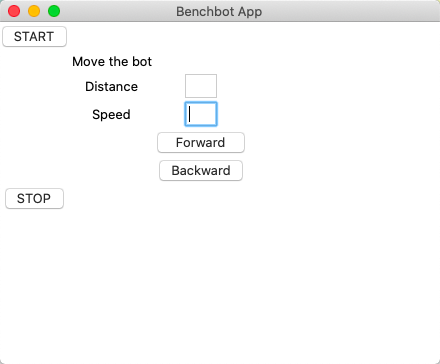 Benchbot App
START
Move the bot
Distance
Speed
Forward
Backward
STOP